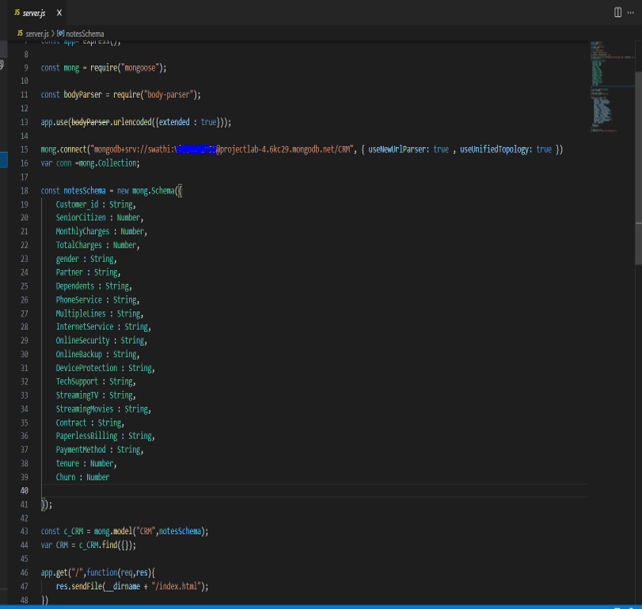 JS server.js X
JS server.js > notesSchema
7 const app= express();
8
9 const mong = require("mongoose");
10
11 const bodyParser = require("body-parser");
12
13 app.use(bodyParser.urlencoded({extended : true}));
14
15 mong.connect("mongodb+srv://swathi: @projectlab-4.6kc29.mongodb.net/CRM", { useNewUrlParser: true , useUnifiedTopology: true })
16 var conn =mong.Collection;
17
18 const notesSchema = new mong.Schema({
19 Customer_id : String,
20 SeniorCitizen : Number,
21 MonthlyCharges : Number,
22 TotalCharges : Number,
23 gender : String,
24 Partner : String,
25 Dependents : String,
26 PhoneService : String,
27 MultipleLines : String,
28 InternetService : String,
29 OnlineSecurity : String,
30 OnlineBackup : String,
31 DeviceProtection : String,
32 TechSupport : String,
33 StreamingTV : String,
34 StreamingMovies : String,
35 Contract : String,
36 PaperlessBilling : String,
37 PaymentMethod : String,
38 tenure : Number,
39 Churn : Number
40
41 });
42
43 const c_CRM = mong.model("CRM",notesSchema);
44 var CRM = c_CRM.find({});
45
46 app.get("/",function(req,res){
47 res.sendFile(__dirname + "/index.html");
48 })